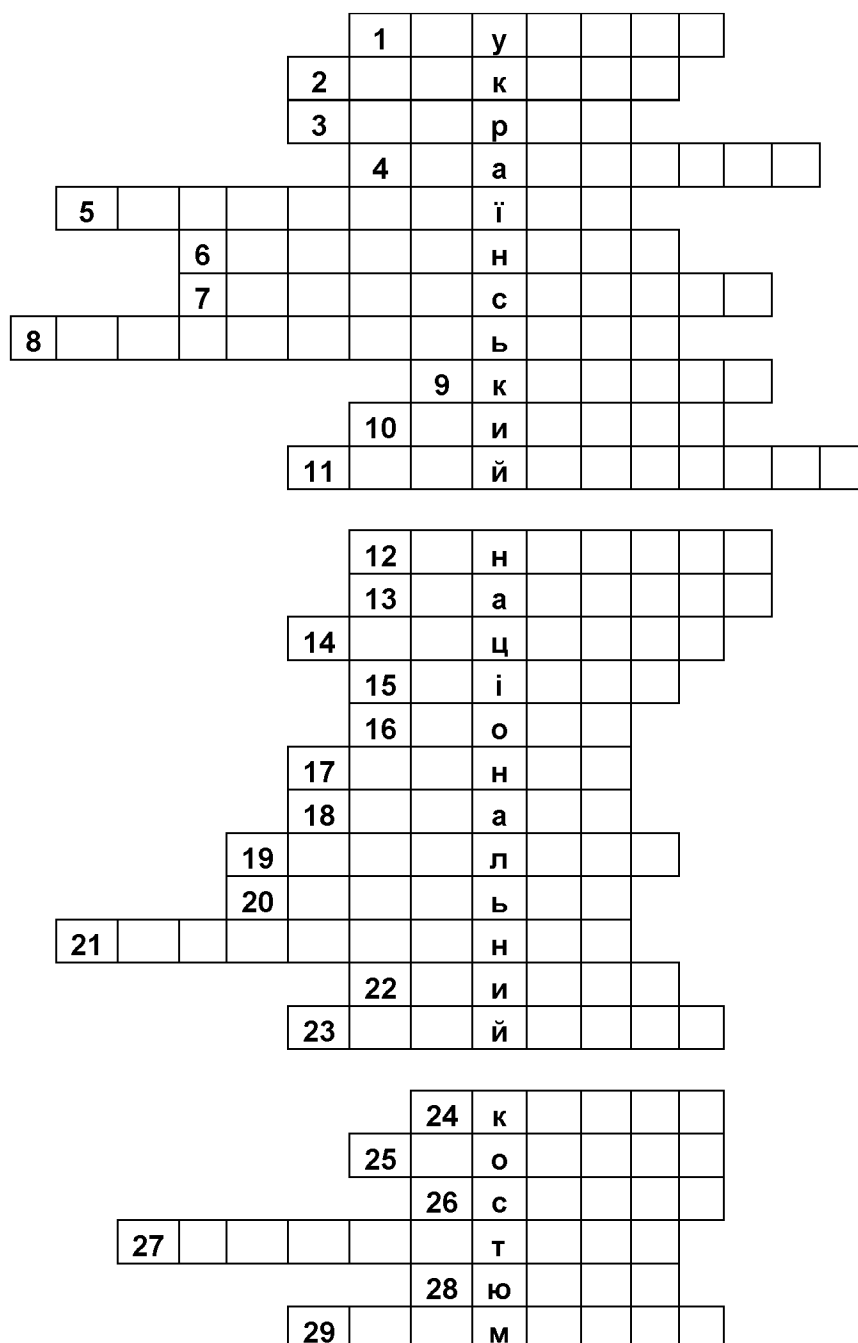 1 у
2 к
3 р
4 а
5 ї
6 н
7 с
8 ь
9 к
10 и
11 й
12 н
13 а
14 ц
15 і
16 о
17 н
18 а
19 л
20 ь
21 н
22 и
23 й
24 к
25 о
26 с
27 т
28 ю
29 м